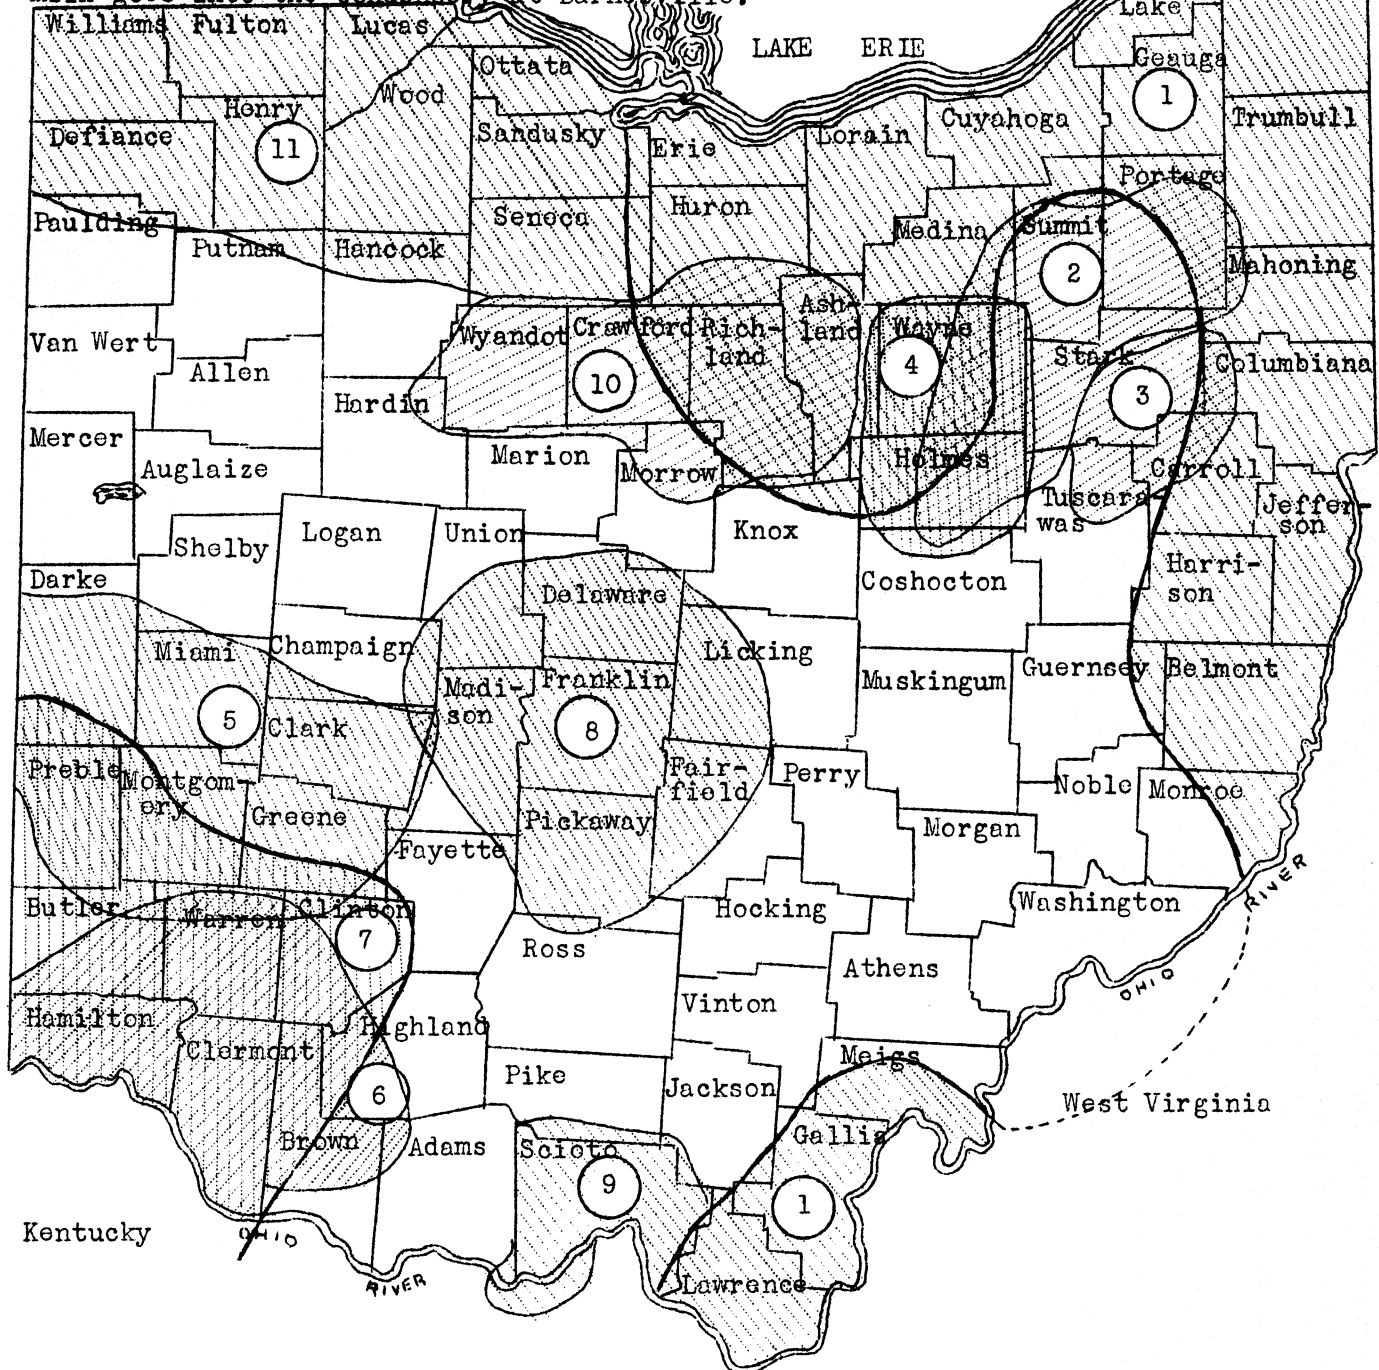 LAKE ERIE
Lake
Williams
Fulton
Lucas
Ottata
Geauga
1
Wood
Henry
Cuyahoga
Trumbull
Defiance
11
Sandusky
Erie
Lorain
Portage
Paulding
Putnam
Hancock
Seneca
Huron
Medina
Summit
2
Mahoning
Van Wert
Allen
Wyandot
Crawford
Rich-
land
Ash-
land
Wayne
4
Stark
3
Columbiana
10
Hardin
Mercer
Auglaize
Marion
Morrow
Holmes
Carroll
Tuscara-
was
Jeffer-
son
Shelby
Logan
Union
Knox
Coshocton
Harri-
son
Darke
Delaware
Miami
Champaign
Licking
Muskingum
Guernsey
Belmont
5
Clark
Madi-
son
Franklin
8
Preble
Montgom-
ery
Greene
Fair-
field
Perry
Noble
Monroe
Pickaway
Morgan
Fayette
Butler
Warren
Clinton
7
Hocking
Washington
RIVER
Ross
Athens
OHIO
Hamilton
Clermont
Highland
Vinton
6
Pike
Jackson
Meigs
West Virginia
Brown
Adams
Scioto
9
Gallia
1
Kentucky
OHIO
RIVER
Lawrence